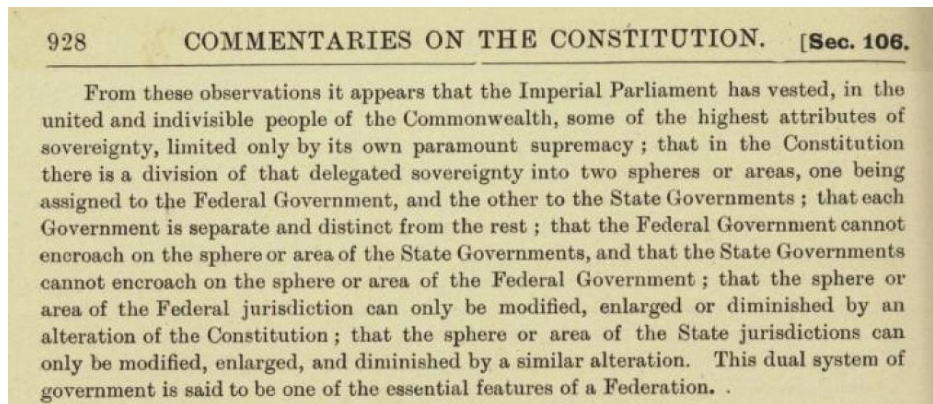 928 COMMENTARIES ON THE CONSTITUTION. [Sec. 106.
From these observations it appears that the Imperial Parliament has vested, in the
united and indivisible people of the Commonwealth, some of the highest attributes of
sovereignty, limited only by its own paramount supremacy ; that in the Constitution
there is a division of that delegated sovereignty into two spheres or areas, one being
assigned to the Federal Government, and the other to the State Governments ; that each
Government is separate and distinct from the rest ; that the Federal Government cannot
encroach on the sphere or area of the State Governments, and that the State Governments
cannot encroach on the sphere or area of the Federal Government ; that the sphere or
area of the Federal jurisdiction can only be modified, enlarged or diminished by an
alteration of the Constitution ; that the sphere or area of the State jurisdictions can
only be modified, enlarged, and diminished by a similar alteration. This dual system of
government is said to be one of the essential features of a Federation. .